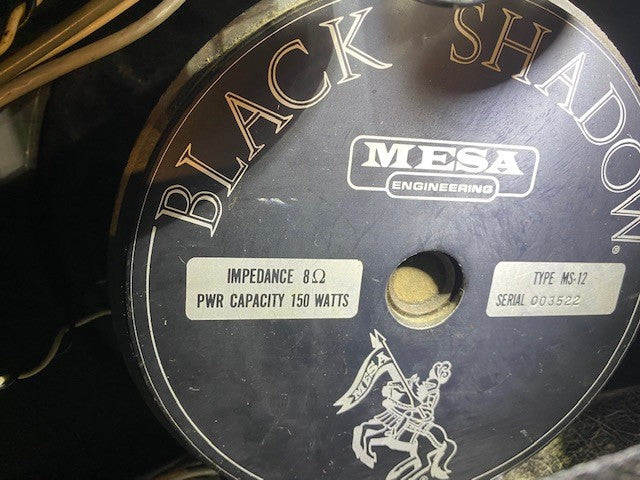 BLACK SHADOW
®
MESA
ENGINEERING
IMPEDANCE 8Ω
PWR CAPACITY 150 WATTS
TYPE MS-12
SERIAL 003522
MESA